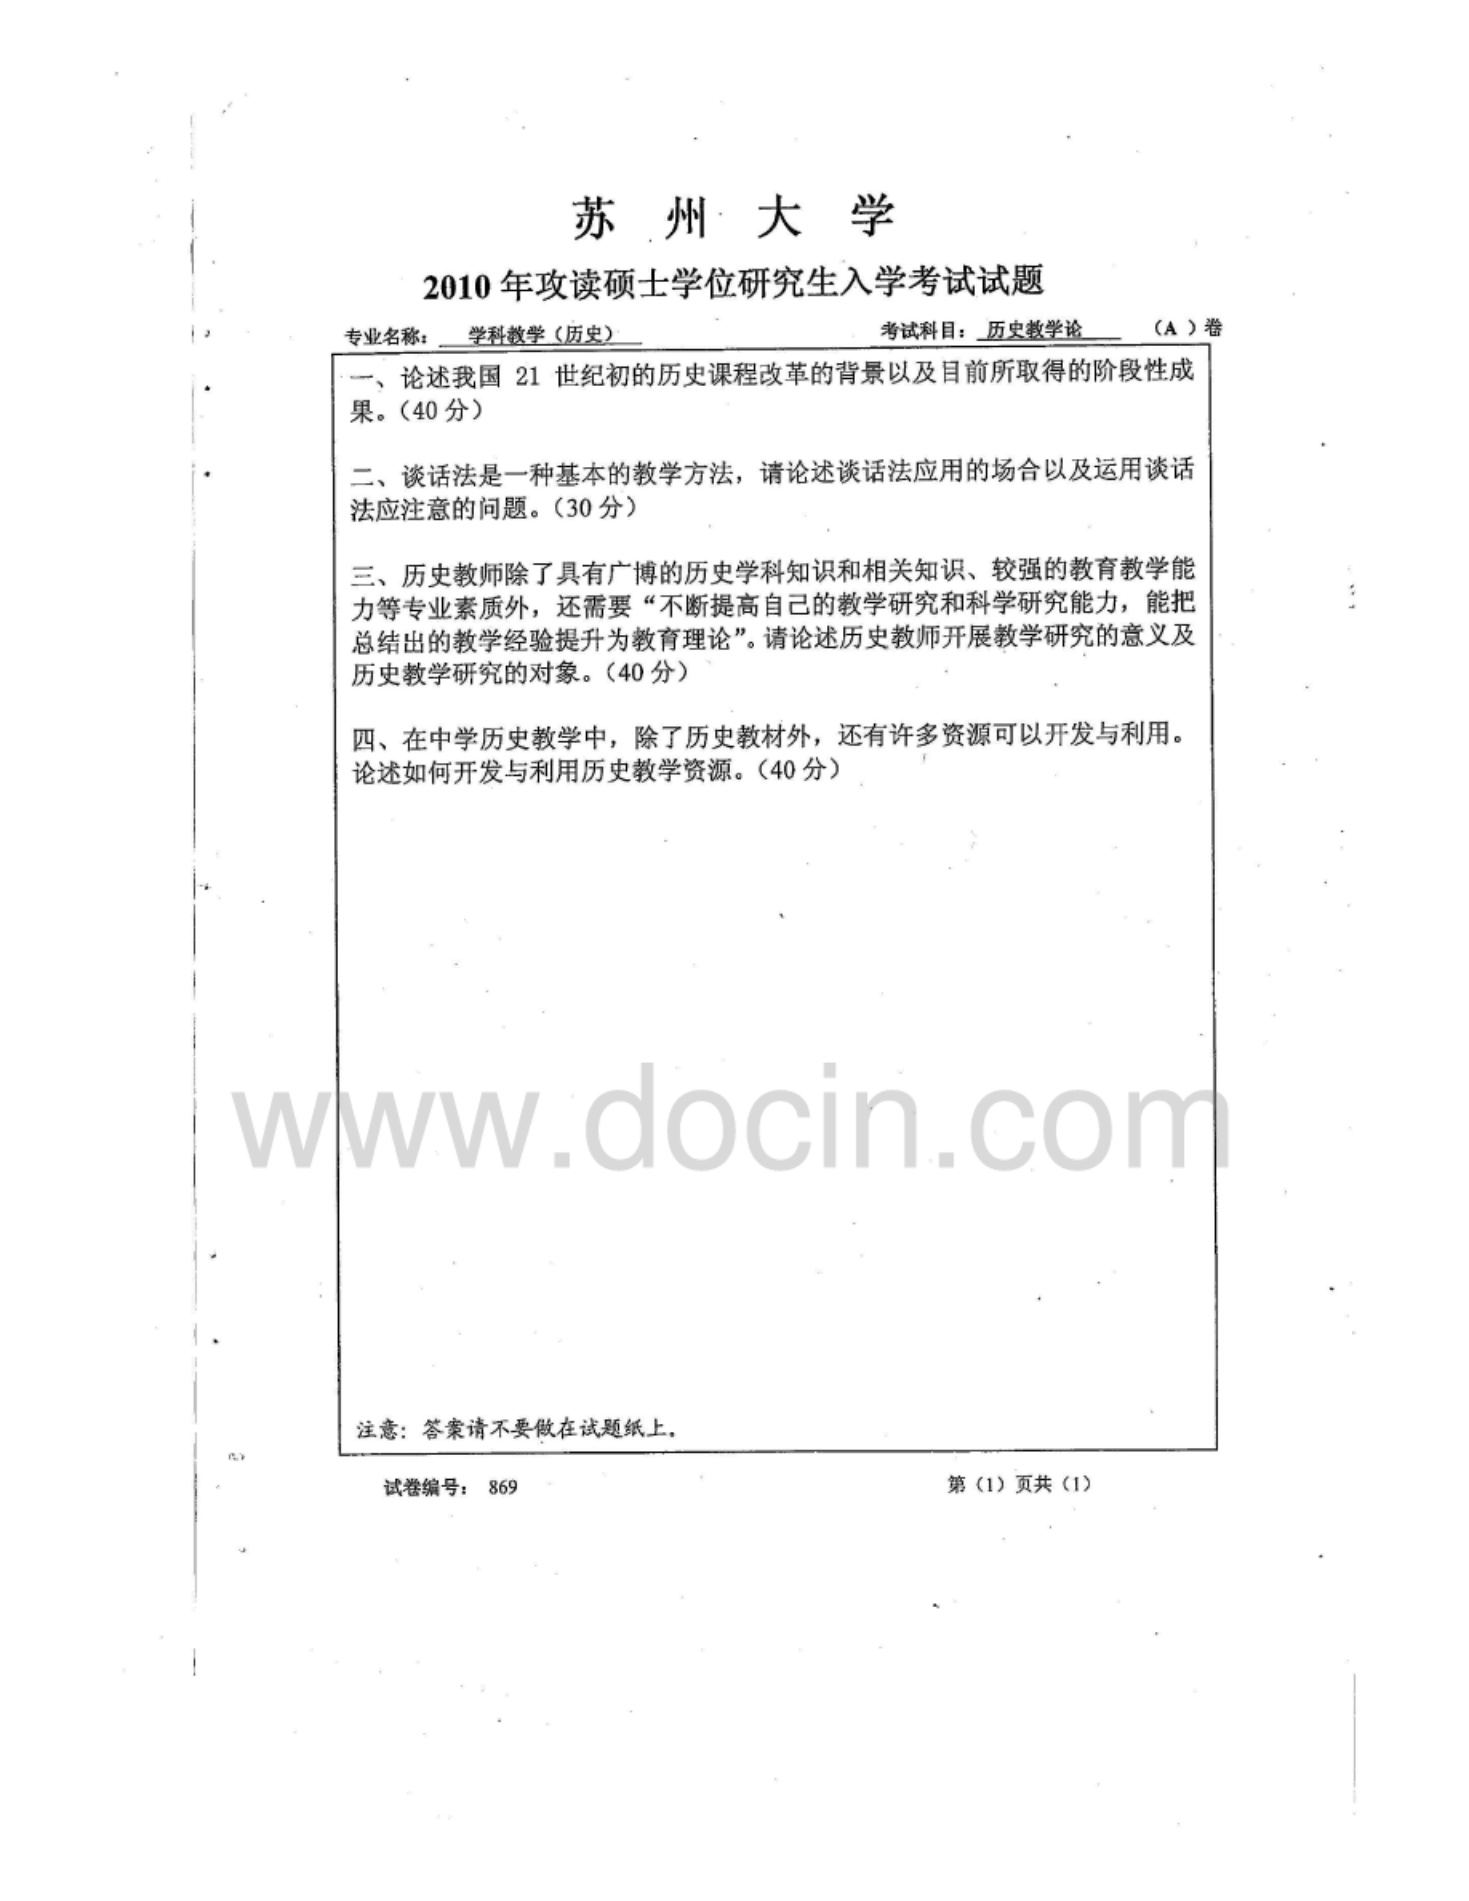 苏 州 大 学
2010 年攻读硕士学位研究生入学考试试题
专业名称： 学科教学（历史） 考试科目： 历史教学论 （A ）卷
一、论述我国 21 世纪初的历史课程改革的背景以及目前所取得的阶段性成
果。（40 分）
二、谈话法是一种基本的教学方法，请论述谈话法应用的场合以及运用谈话
法应注意的问题。（30 分）
三、历史教师除了具有广博的历史学科知识和相关知识、较强的教育教学能
力等专业素质外，还需要“不断提高自己的教学研究和科学研究能力，能把
总结出的教学经验提升为教育理论”。请论述历史教师开展教学研究的意义及
历史教学研究的对象。（40 分）
四、在中学历史教学中，除了历史教材外，还有许多资源可以开发与利用。
论述如何开发与利用历史教学资源。（40 分）
www.docin.com
注意：答案请不要做在试题纸上。
试卷编号： 869 第（1）页共（1）